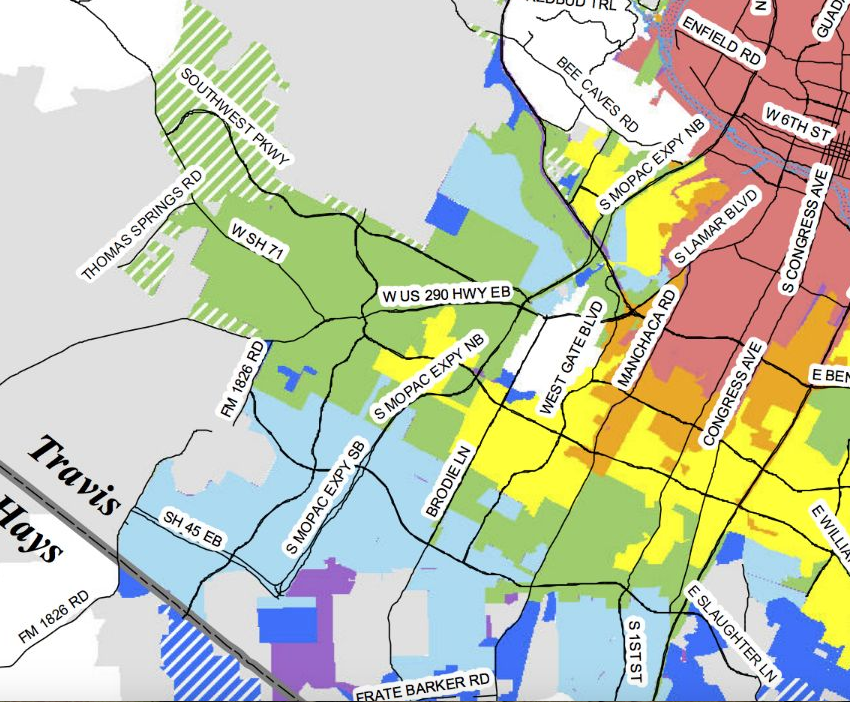 REDBUD TRL
ENFIELD RD
BEE CAVES RD
W 6TH ST
SOUTHWEST PKWY
S MOPAC EXPY NB
THOMAS SPRINGS RD
W SH 71
S LAMAR BLVD
S CONGRESS AVE
W US 290 HWY EB
MANCHACA RD
WEST GATE BLVD
S MOPAC EXPY NB
FM 1826 RD
CONGRESS AVE
E BEN
Travis
Hays
S MOPAC EXPY SB
BRODIE LN
SH 45 EB
FM 1826 RD
S 1ST ST
E SLAUGHTER LN
FRATE BARKER RD